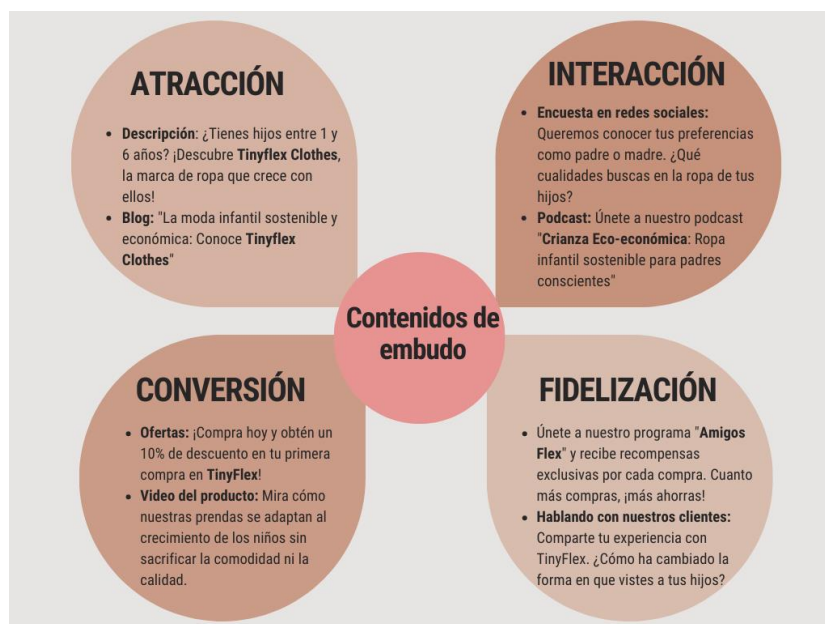 ATRACCIÓN
• Descripción: ¿Tienes hijos entre 1 y
6 años? ¡Descubre Tinyflex Clothes,
la marca de ropa que crece con
ellos!
• Blog: "La moda infantil sostenible y
económica: Conoce Tinyflex
Clothes"
INTERACCIÓN
• Encuesta en redes sociales:
Queremos conocer tus preferencias
como padre o madre. ¿Qué
cualidades buscas en la ropa de tus
hijos?
• Podcast: Únete a nuestro podcast
"Crianza Eco-económica: Ropa
infantil sostenible para padres
conscientes"
Contenidos de
embudo
CONVERSIÓN
• Ofertas: ¡Compra hoy y obtén un
10% de descuento en tu primera
compra en TinyFlex!
• Video del producto: Mira cómo
nuestras prendas se adaptan al
crecimiento de los niños sin
sacrificar la comodidad ni la
calidad.
FIDELIZACIÓN
• Únete a nuestro programa "Amigos
Flex" y recibe recompensas
exclusivas por cada compra. Cuanto
más compras, ¡más ahorras!
• Hablando con nuestros clientes:
Comparte tu experiencia con
TinyFlex. ¿Cómo ha cambiado la
forma en que vistes a tus hijos?